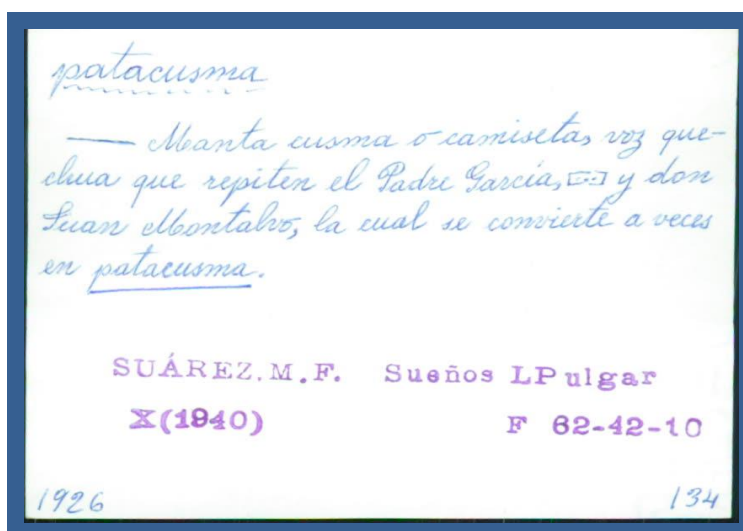 patacusma
— Manta cusma o camiseta, voz que-
chua que repiten el Padre García, [...] y don
Juan Montalvo, la cual se convierte a veces
en patacusma.
SUÁREZ.M.F. Sueños LPulgar
X(1940) F 62-42-10
1926 134